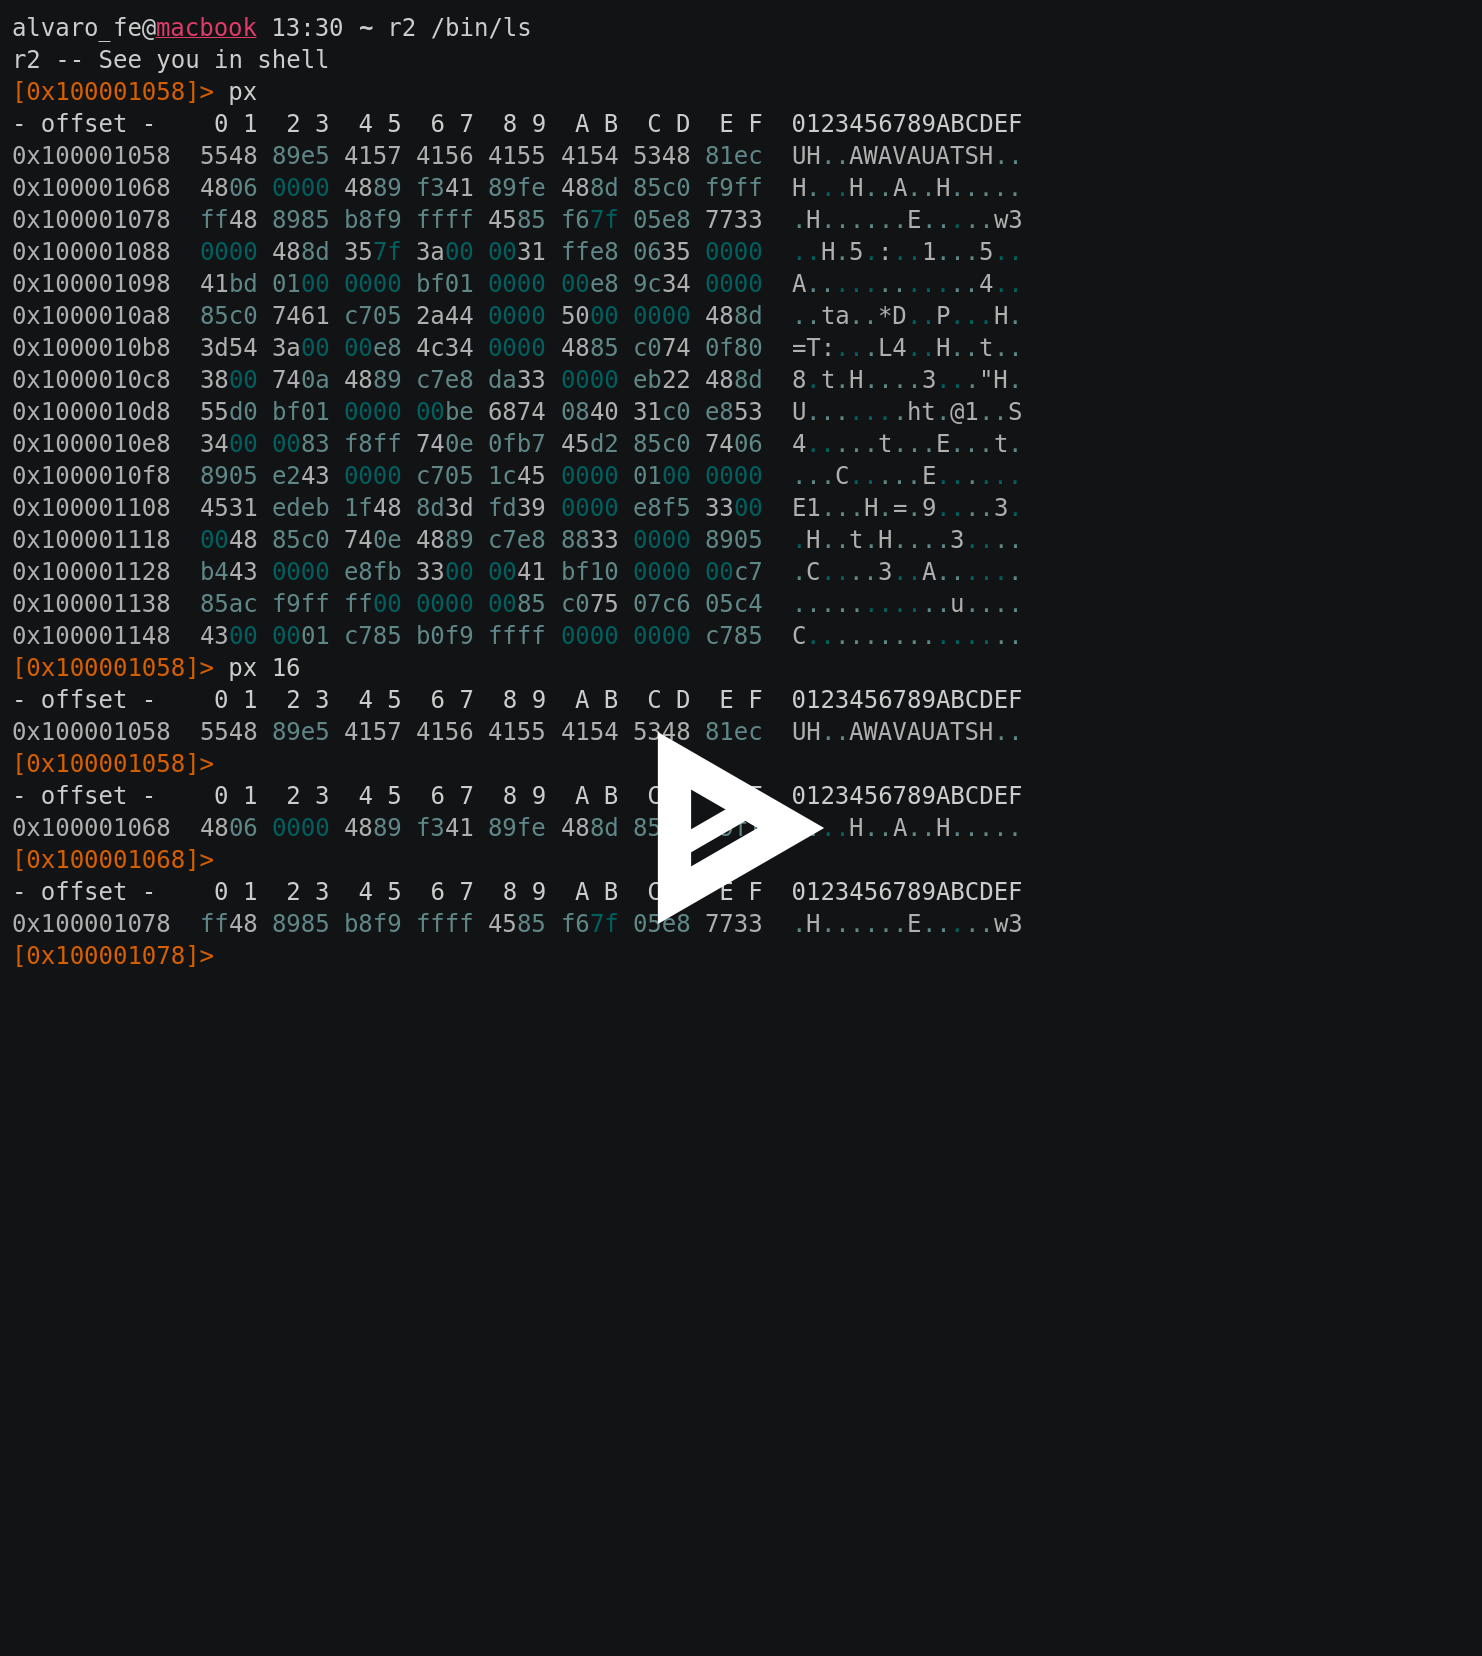 alvaro_fe@macbook 13:30 ~ r2 /bin/ls
r2 -- See you in shell
[0x100001058]> px
- offset -    0 1  2 3  4 5  6 7  8 9  A B  C D  E F  0123456789ABCDEF
0x100001058  5548 89e5 4157 4156 4155 4154 5348 81ec  UH..AWAVAUATSH..
0x100001068  4806 0000 4889 f341 89fe 488d 85c0 f9ff  H...H..A..H.....
0x100001078  ff48 8985 b8f9 ffff 4585 f67f 05e8 7733  .H......E.....w3
0x100001088  0000 488d 357f 3a00 0031 ffe8 0635 0000  ..H.5.:..1...5..
0x100001098  41bd 0100 0000 bf01 0000 00e8 9c34 0000  A............4..
0x1000010a8  85c0 7461 c705 2a44 0000 5000 0000 488d  ..ta..*D..P...H.
0x1000010b8  3d54 3a00 00e8 4c34 0000 4885 c074 0f80  =T:...L4..H..t..
0x1000010c8  3800 740a 4889 c7e8 da33 0000 eb22 488d  8.t.H....3..."H.
0x1000010d8  55d0 bf01 0000 00be 6874 0840 31c0 e853  U.......ht.@1..S
0x1000010e8  3400 0083 f8ff 740e 0fb7 45d2 85c0 7406  4.....t...E...t.
0x1000010f8  8905 e243 0000 c705 1c45 0000 0100 0000  ...C.....E......
0x100001108  4531 edeb 1f48 8d3d fd39 0000 e8f5 3300  E1...H.=.9....3.
0x100001118  0048 85c0 740e 4889 c7e8 8833 0000 8905  .H..t.H....3....
0x100001128  b443 0000 e8fb 3300 0041 bf10 0000 00c7  .C....3..A......
0x100001138  85ac f9ff ff00 0000 0085 c075 07c6 05c4  ...........u....
0x100001148  4300 0001 c785 b0f9 ffff 0000 0000 c785  C...............
[0x100001058]> px 16
- offset -    0 1  2 3  4 5  6 7  8 9  A B  C D  E F  0123456789ABCDEF
0x100001058  5548 89e5 4157 4156 4155 4154 5348 81ec  UH..AWAVAUATSH..
[0x100001058]>
- offset -    0 1  2 3  4 5  6 7  8 9  A B  0123456789ABCDEF
0x100001068  4806 0000 4889 f341 89fe 488d ..H..A..H.....
[0x100001068]>
- offset -    0 1  2 3  4 5  6 7  8 9  A B  C D  E F  0123456789ABCDEF
0x100001078  ff48 8985 b8f9 ffff 4585 f67f 05e8 7733  .H......E.....w3
[0x100001078]>